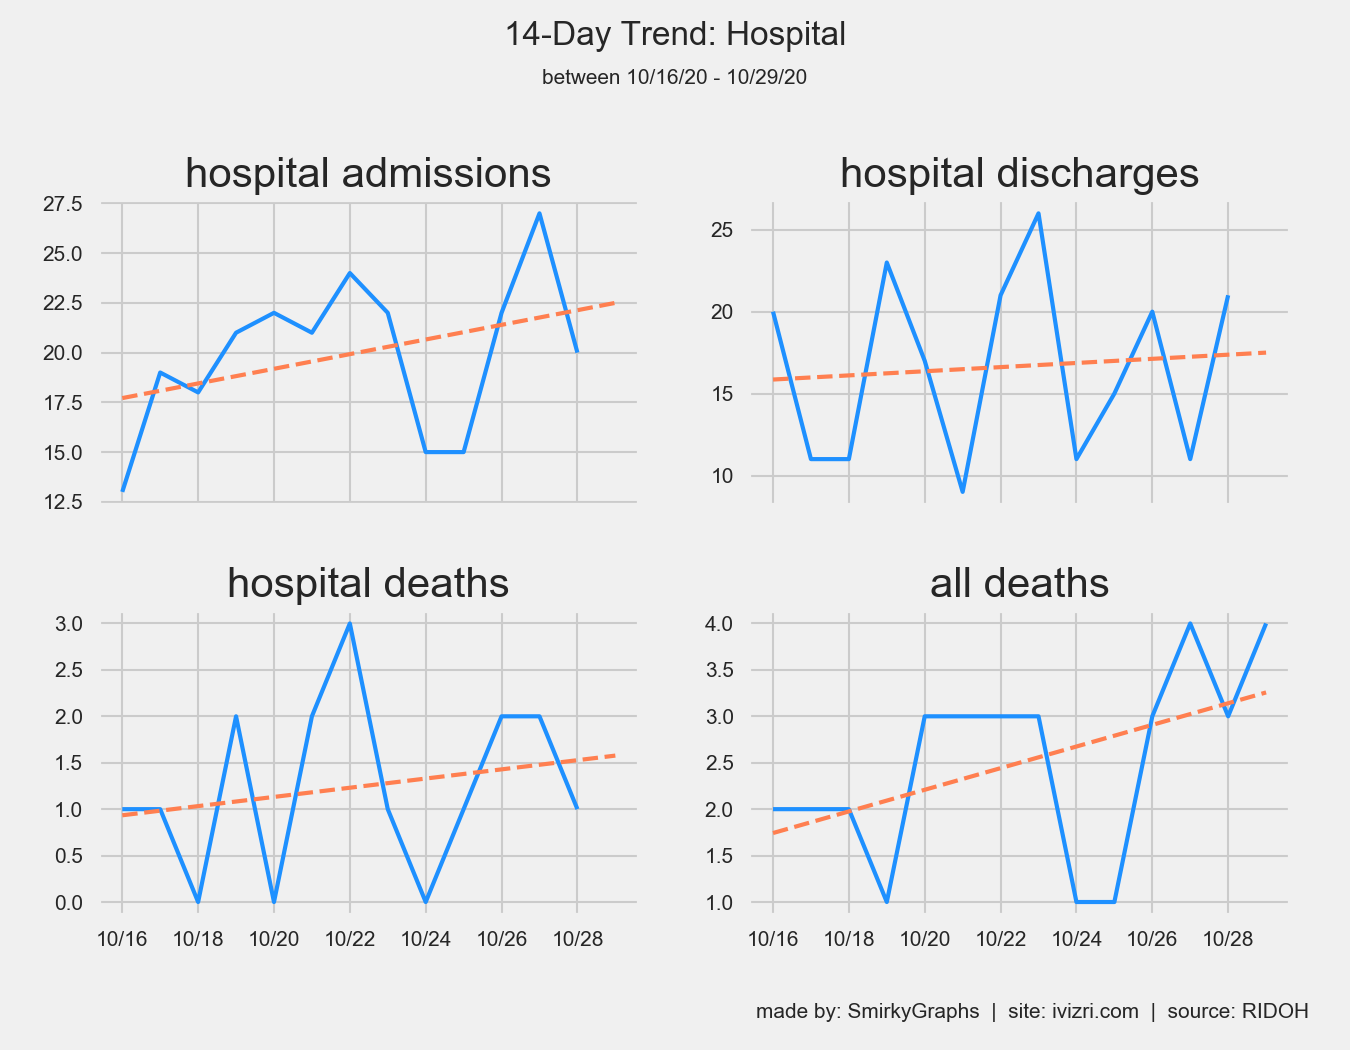 14-Day Trend: Hospital
between 10/16/20 - 10/29/20
hospital admissions
27.5
25.0
22.5
20.0
17.5
15.0
12.5
hospital discharges
25
20
15
10
hospital deaths
3.0
2.5
2.0
1.5
1.0
0.5
0.0
10/16 10/18 10/20 10/22 10/24 10/26 10/28
all deaths
4.0
3.5
3.0
2.5
2.0
1.5
1.0
10/16 10/18 10/20 10/22 10/24 10/26 10/28
made by: SmirkyGraphs | site: ivizri.com | source: RIDOH